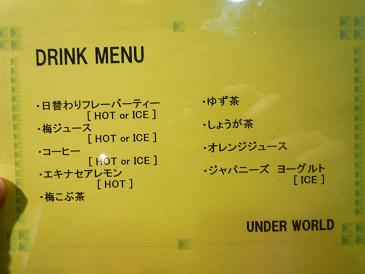 DRINK MENU
・日替わりフレーバーティー
[ HOT or ICE ]
・梅ジュース
[ HOT or ICE ]
・コーヒー
[ HOT or ICE ]
・エキナセアレモン
[ HOT ]
・梅こぶ茶
・ゆず茶
・しょうが茶
・オレンジジュース
・ジャパニーズ ヨーグルト
[ ICE ]
UNDER WORLD